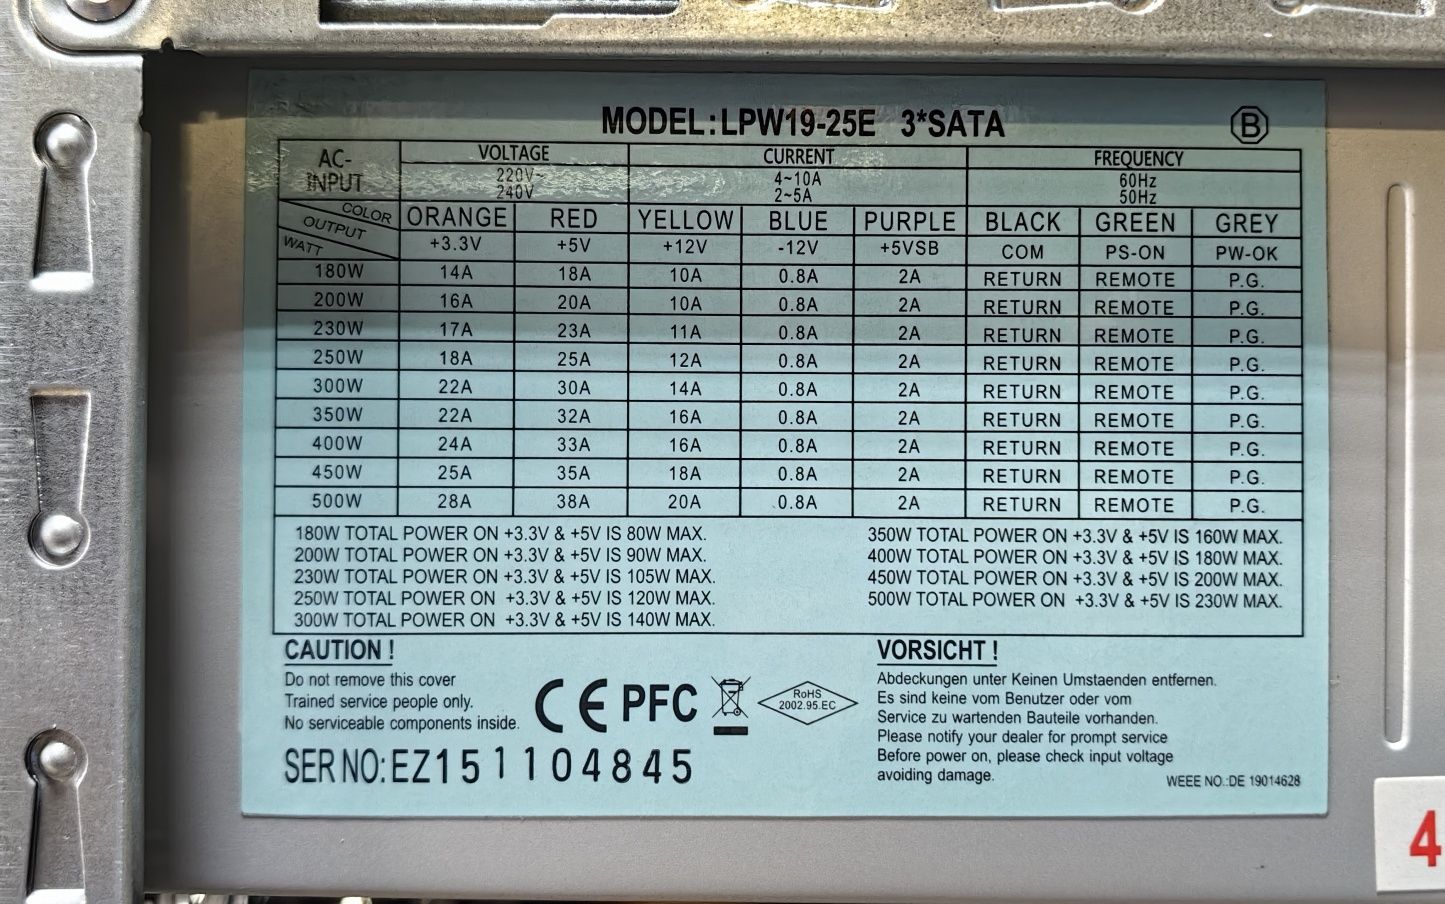 MODEL:LPW19-25E 3*SATA
B
AC-INPUT VOLTAGE CURRENT FREQUENCY
220V~ 4~10A 60Hz
240V 2~5A 50Hz
COLOR OUTPUT WATT ORANGE RED YELLOW BLUE PURPLE BLACK GREEN GREY
+3.3V +5V +12V -12V +5VSB COM PS-ON PW-OK
180W 14A 18A 10A 0.8A 2A RETURN REMOTE P.G.
200W 16A 20A 10A 0.8A 2A RETURN REMOTE P.G.
230W 17A 23A 11A 0.8A 2A RETURN REMOTE P.G.
250W 18A 25A 12A 0.8A 2A RETURN REMOTE P.G.
300W 22A 30A 14A 0.8A 2A RETURN REMOTE P.G.
350W 22A 32A 16A 0.8A 2A RETURN REMOTE P.G.
400W 24A 33A 16A 0.8A 2A RETURN REMOTE P.G.
450W 25A 35A 18A 0.8A 2A RETURN REMOTE P.G.
500W 28A 38A 20A 0.8A 2A RETURN REMOTE P.G.
180W TOTAL POWER ON +3.3V & +5V IS 80W MAX.
200W TOTAL POWER ON +3.3V & +5V IS 90W MAX.
230W TOTAL POWER ON +3.3V & +5V IS 105W MAX.
250W TOTAL POWER ON +3.3V & +5V IS 120W MAX.
300W TOTAL POWER ON +3.3V & +5V IS 140W MAX.
350W TOTAL POWER ON +3.3V & +5V IS 160W MAX.
400W TOTAL POWER ON +3.3V & +5V IS 180W MAX.
450W TOTAL POWER ON +3.3V & +5V IS 200W MAX.
500W TOTAL POWER ON +3.3V & +5V IS 230W MAX.
CAUTION !
Do not remove this cover
Trained service people only.
No serviceable components inside.
CE PFC
RoHS
2002.95.EC
SER NO:EZ151104845
VORSICHT !
Abdeckungen unter Keinen Umstaenden entfernen.
Es sind keine vom Benutzer oder vom
Service zu wartenden Bauteile vorhanden.
Please notify your dealer for prompt service
Before power on, please check input voltage
avoiding damage.
WEEE NO.:DE 19014628
4